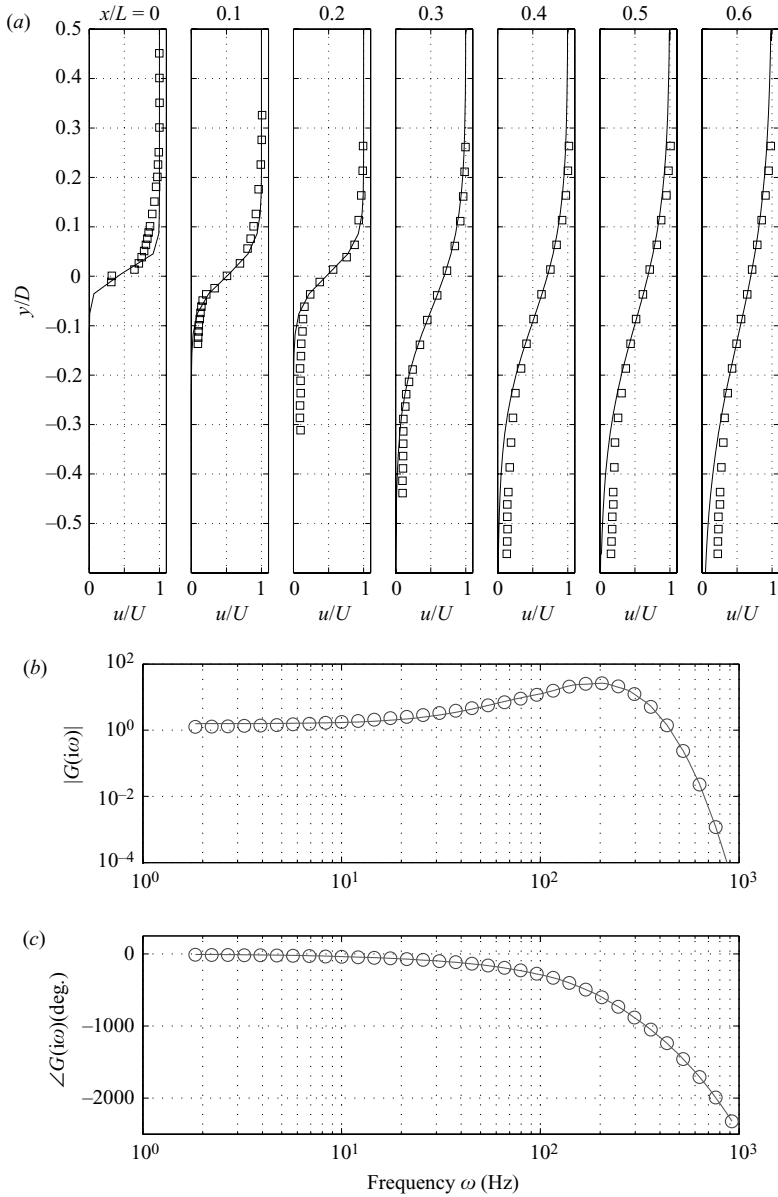 (a) x/L = 0 0.1 0.2 0.3 0.4 0.5 0.6
0.5
0.4
0.3
0.2
0.1
0
−0.1
−0.2
−0.3
−0.4
−0.5
y/D
0 1 0 1 0 1 0 1 0 1 0 1 0 1
u/U u/U u/U u/U u/U u/U u/U
(b)
10²
10⁰
10⁻²
10⁻⁴
|G(iω)|
10⁰ 10¹ 10² 10³
(c)
0
−1000
−2000
∠G(iω)(deg.)
10⁰ 10¹ 10² 10³
Frequency ω (Hz)